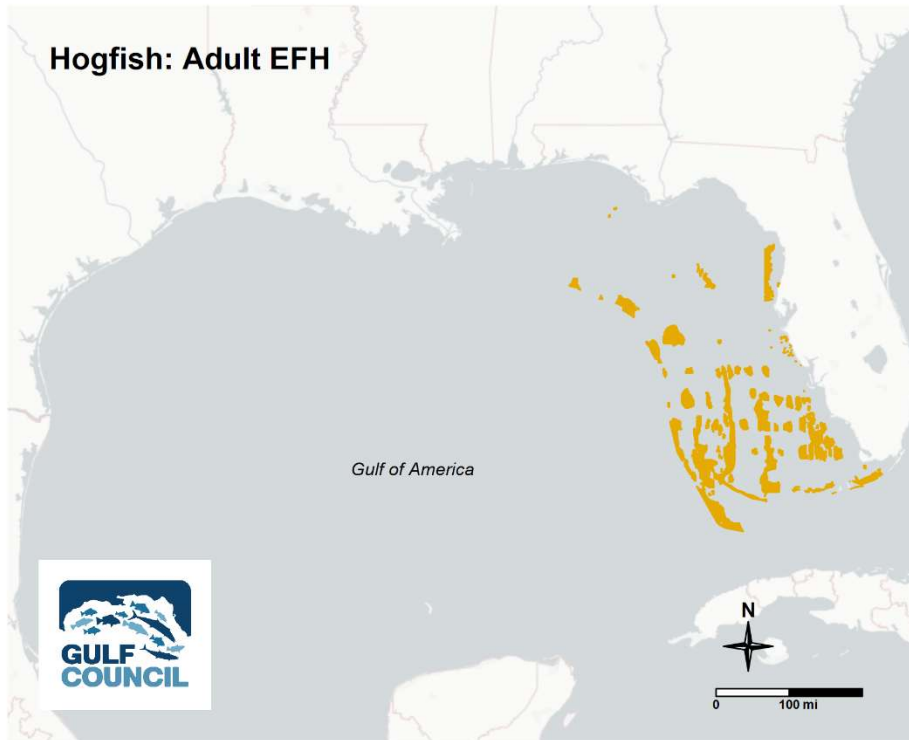 Hogfish: Adult EFH
Gulf of America
GULF
COUNCIL
N
0 100 mi